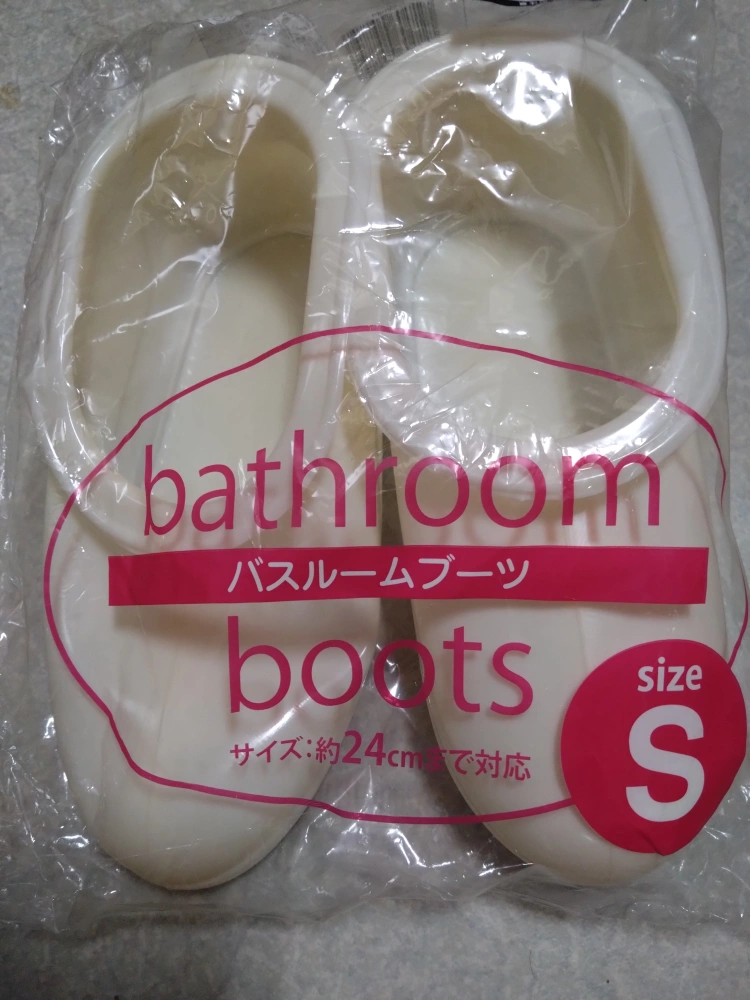 bathroom
バスルームブーツ
boots
サイズ:約24cmまで対応
size
S